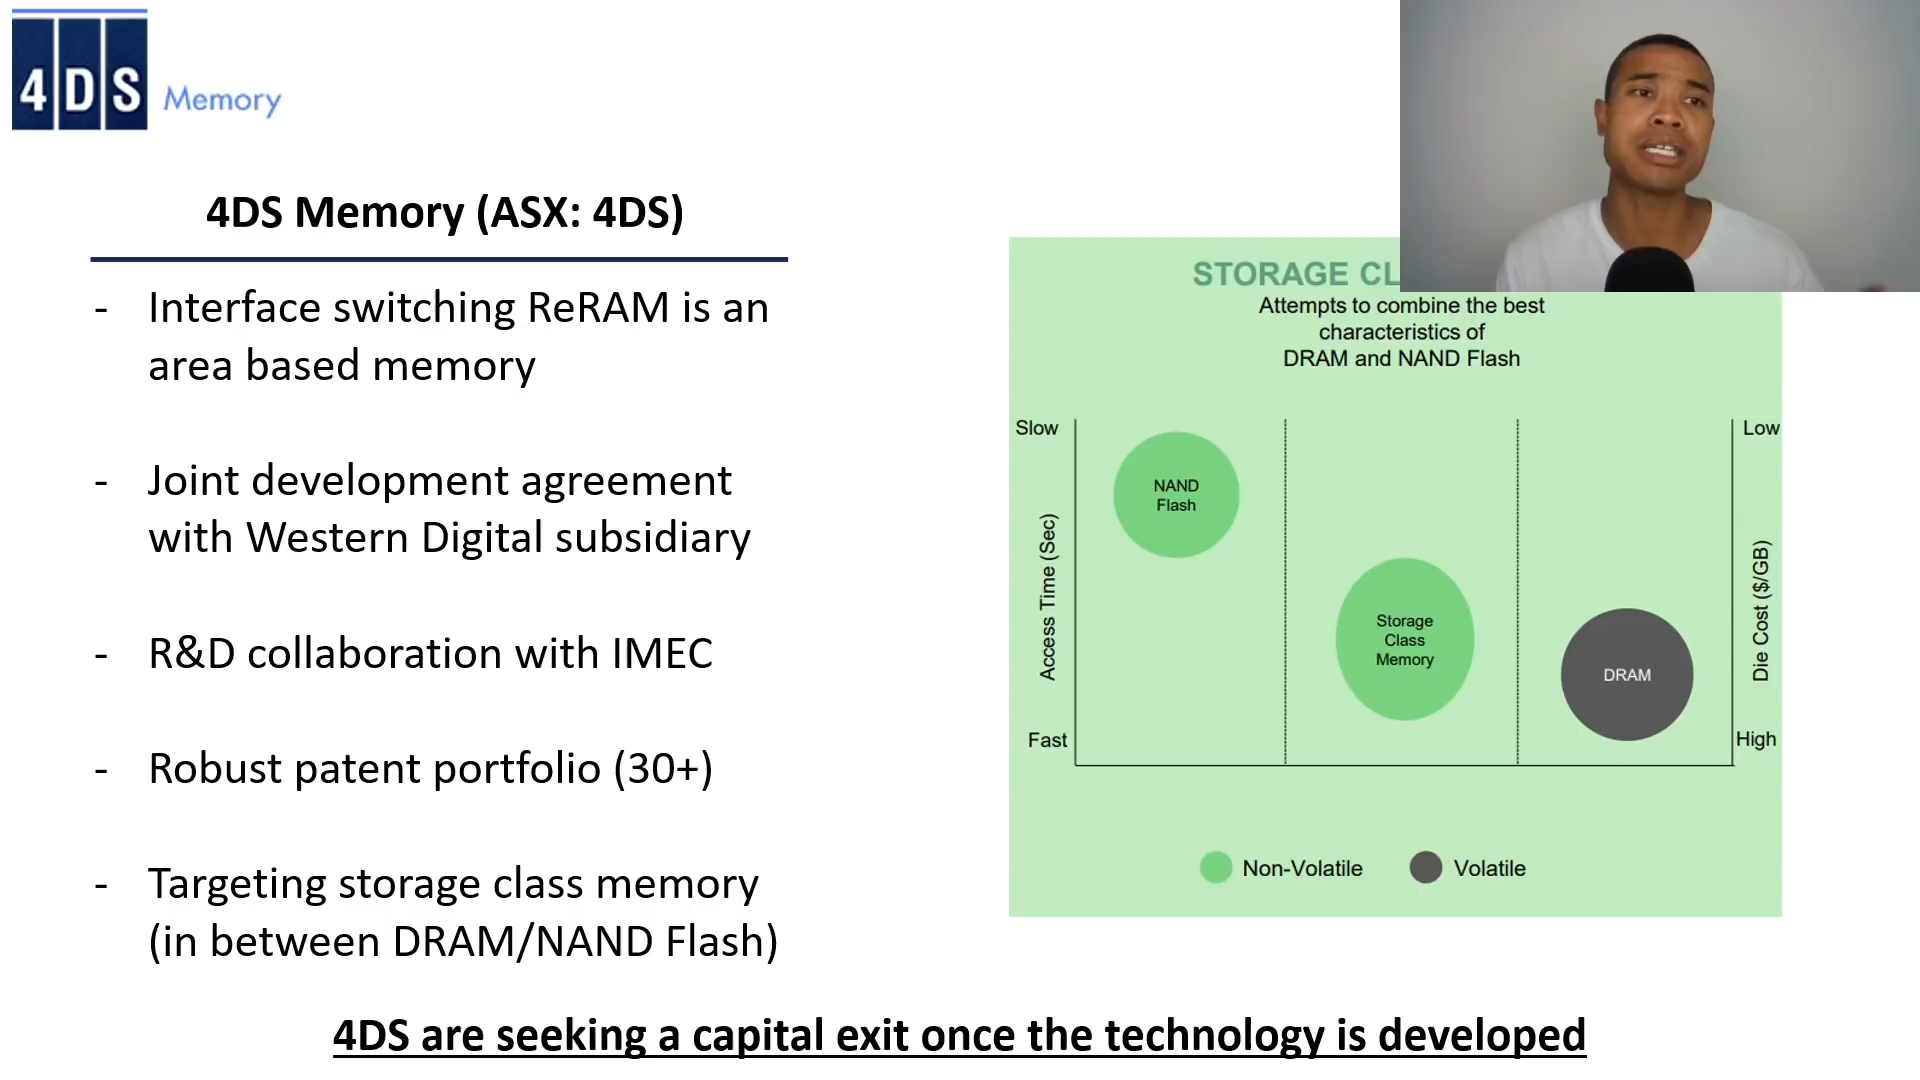 4DS Memory
4DS Memory (ASX: 4DS)
- Interface switching ReRAM is an
area based memory
- Joint development agreement
with Western Digital subsidiary
- R&D collaboration with IMEC
- Robust patent portfolio (30+)
- Targeting storage class memory
(in between DRAM/NAND Flash)
STORAGE
Attempts to combine the best
characteristics of
DRAM and NAND Flash
Slow
Low
NAND
Flash
Access Time (Sec)
Storage
Class
Memory
DRAM
Die Cost ($/GB)
Fast
High
Non-Volatile
Volatile
4DS are seeking a capital exit once the technology is developed